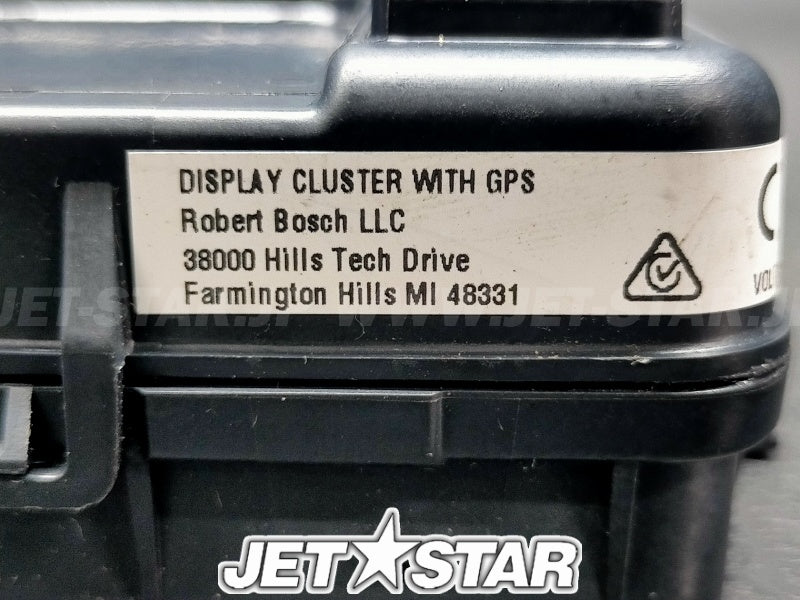 DISPLAY CLUSTER WITH GPS
Robert Bosch LLC
38000 Hills Tech Drive
Farmington Hills MI 48331
JET-STAR.JP WWW.JET-STAR.JP
JET★STAR